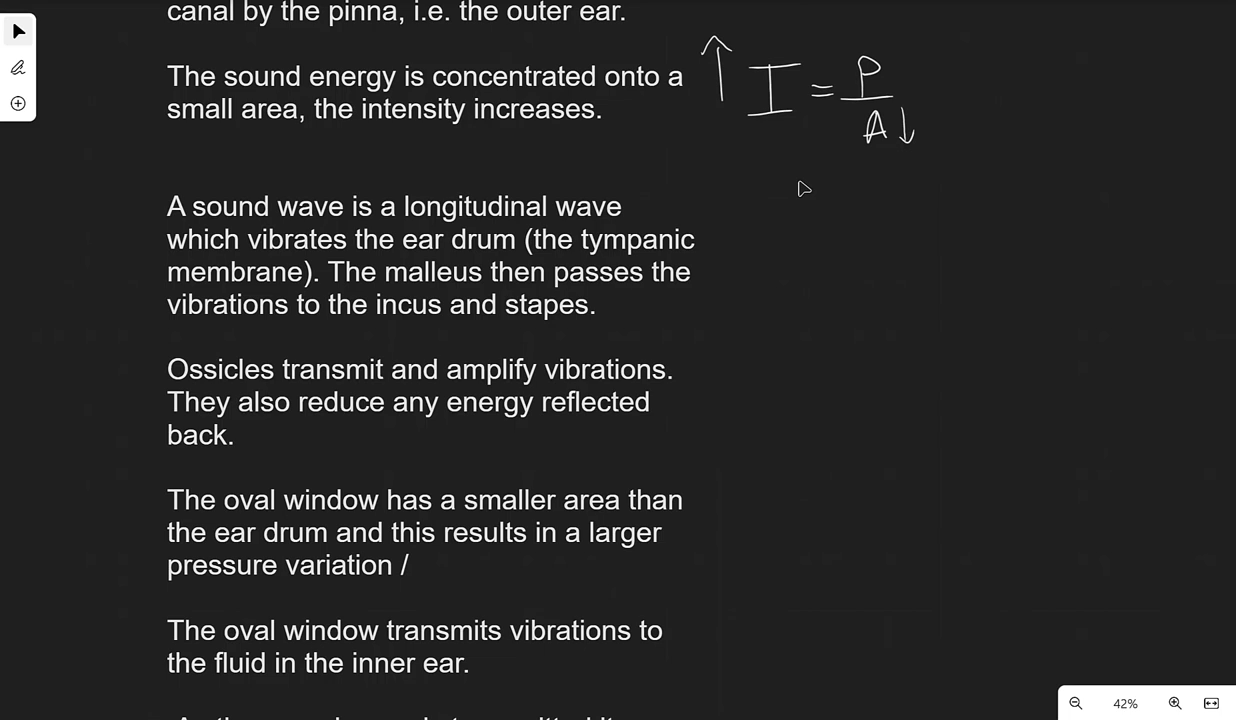 canal by the pinna, i.e. the outer ear.
The sound energy is concentrated onto a
small area, the intensity increases.
↑ I = P/A ↓
A sound wave is a longitudinal wave
which vibrates the ear drum (the tympanic
membrane). The malleus then passes the
vibrations to the incus and stapes.
Ossicles transmit and amplify vibrations.
They also reduce any energy reflected
back.
The oval window has a smaller area than
the ear drum and this results in a larger
pressure variation /
The oval window transmits vibrations to
the fluid in the inner ear.
42%